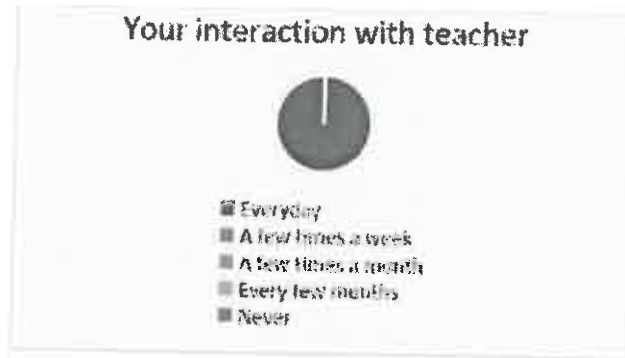 Your interaction with teacher
Everyday
A few times a week
A few times a month
Every few months
Never